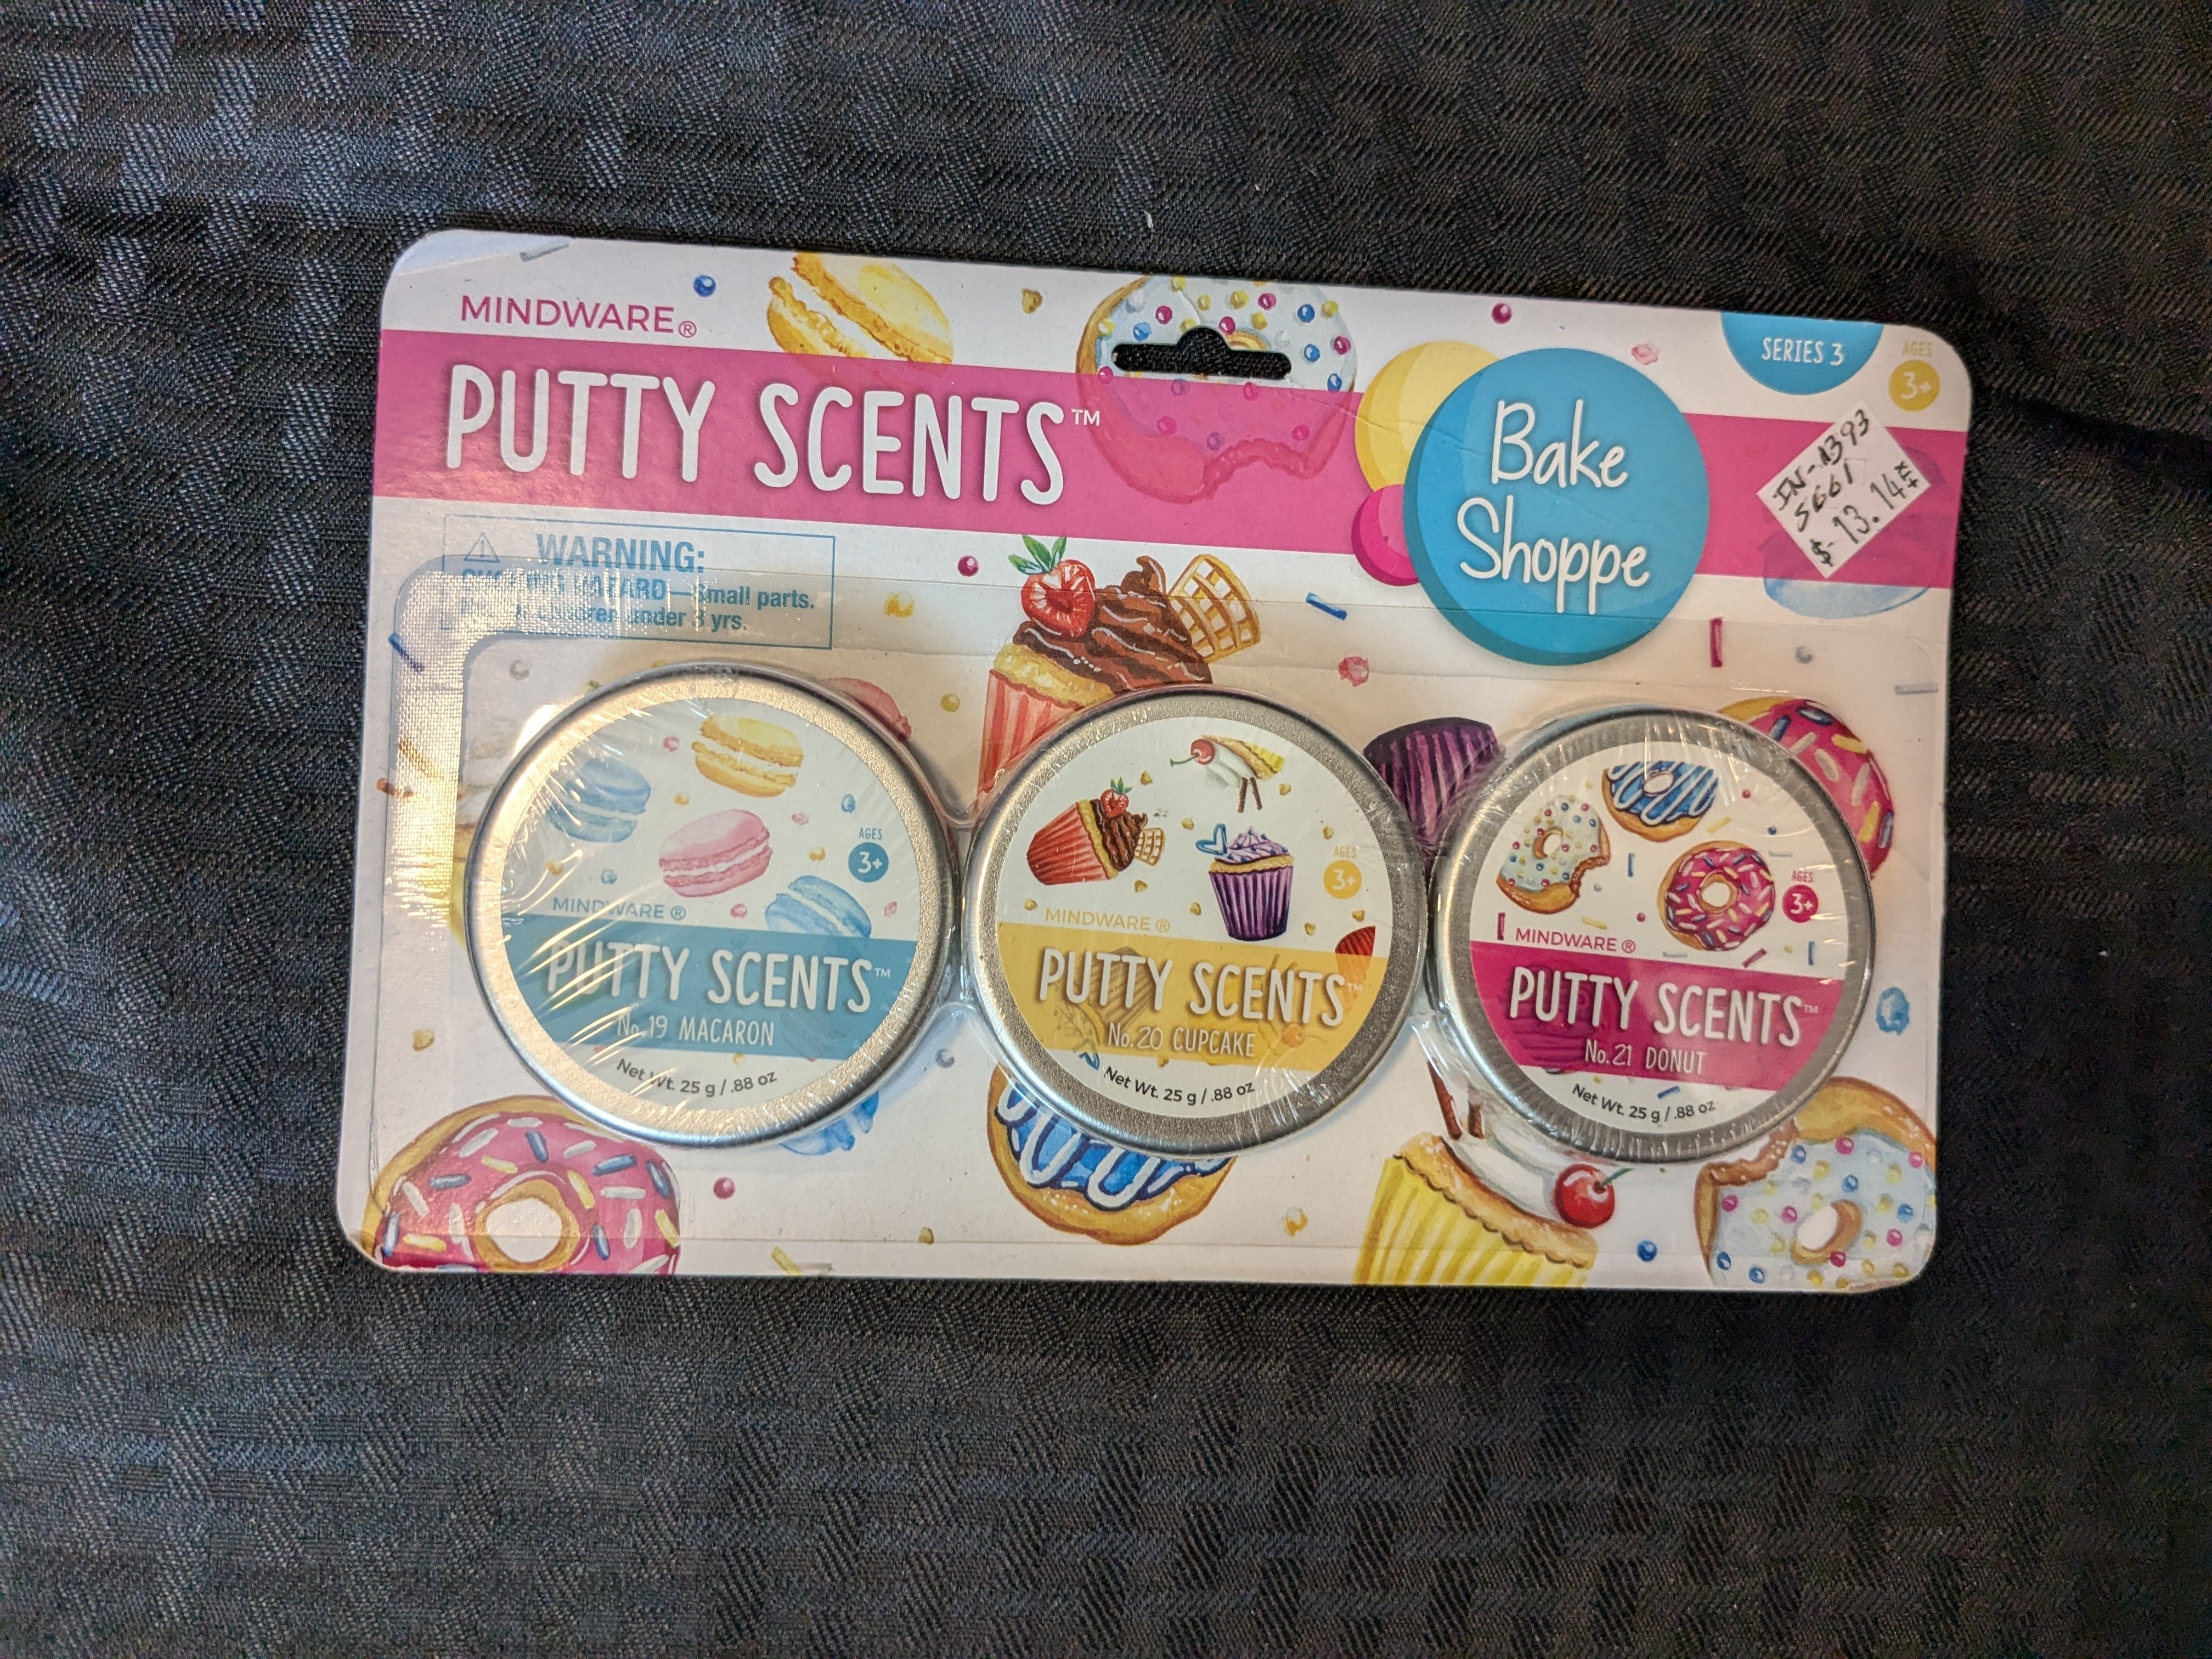 MINDWARE®
PUTTY SCENTS™
Bake
Shoppe
SERIES 3
AGES
3+
IN-1393
5661
$ 13.14
WARNING:
CHOKING HAZARD—Small parts.
children under 3 yrs.
AGES
3+
MINDWARE ®
PUTTY SCENTS™
No. 19 MACARON
Net Wt. 25 g / .88 oz
AGES
3+
MINDWARE ®
PUTTY SCENTS™
No. 20 CUPCAKE
Net Wt. 25 g / .88 oz
AGES
3+
MINDWARE ®
PUTTY SCENTS™
No. 21 DONUT
Net Wt. 25 g / .88 oz